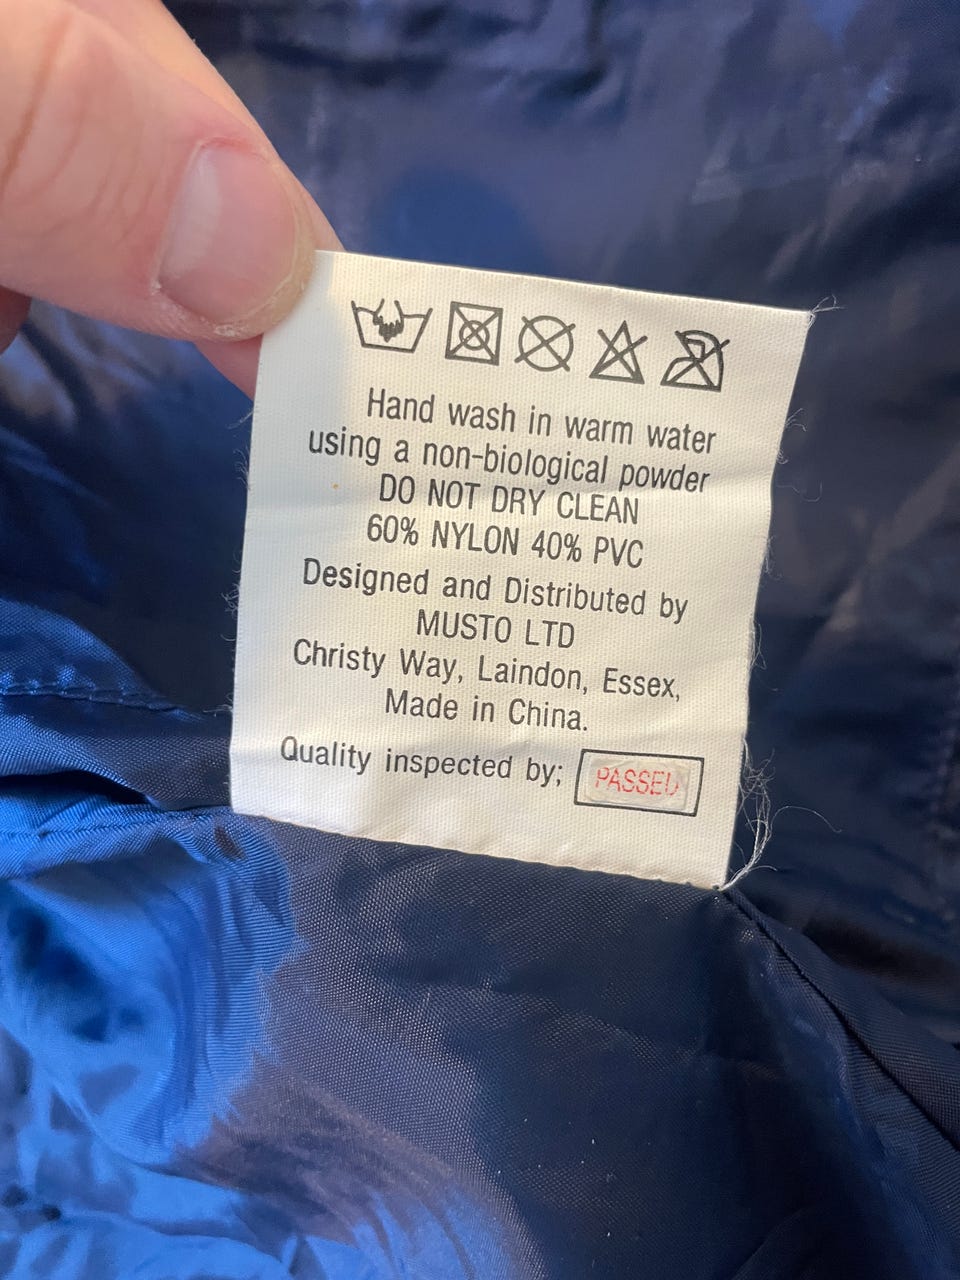 Hand wash in warm water
using a non-biological powder
DO NOT DRY CLEAN
60% NYLON 40% PVC
Designed and Distributed by
MUSTO LTD
Christy Way, Laindon, Essex,
Made in China.
Quality inspected by; PASSED